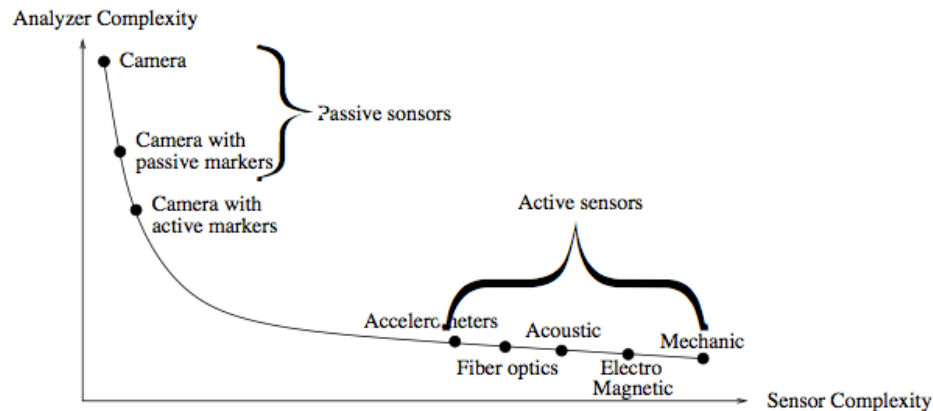 Analyzer Complexity
Camera
Passive sonsors
Camera with
passive markers
Camera with
active markers
Active sensors
Accelerometers
Acoustic
Mechanic
Fiber optics
Electro
Magnetic
Sensor Complexity